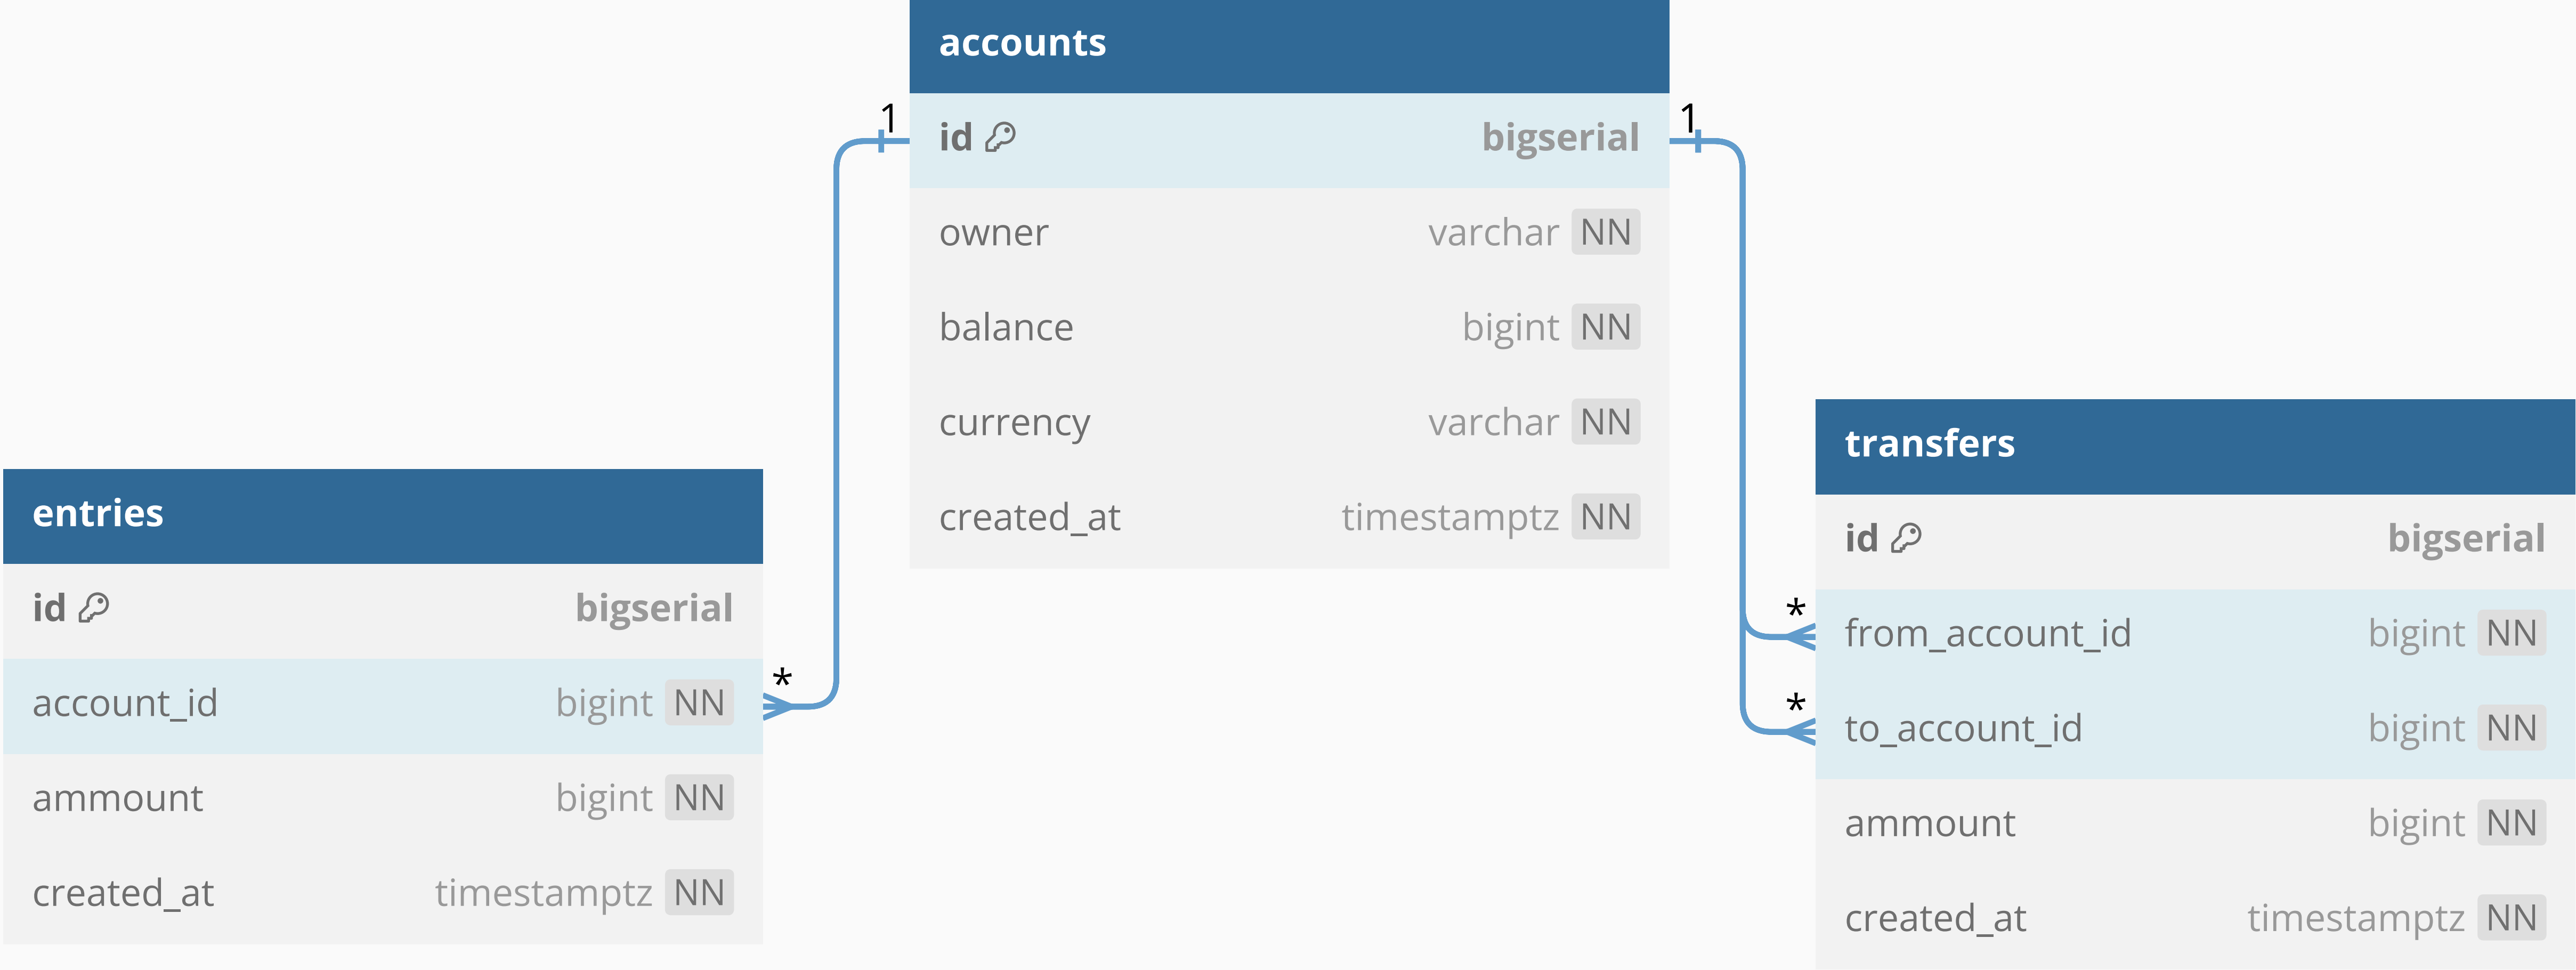 accounts
1
1
id bigserial
owner varchar NN
balance bigint NN
currency varchar NN
created_at timestamptz NN
entries
id bigserial
*
account_id bigint NN
ammount bigint NN
created_at timestamptz NN
transfers
id bigserial
*
from_account_id bigint NN
*
to_account_id bigint NN
ammount bigint NN
created_at timestamptz NN